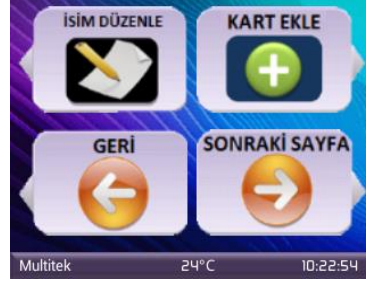 İSİM DÜZENLE
KART EKLE
GERİ
SONRAKİ SAYFA
Multitek 24°C 10:22:54